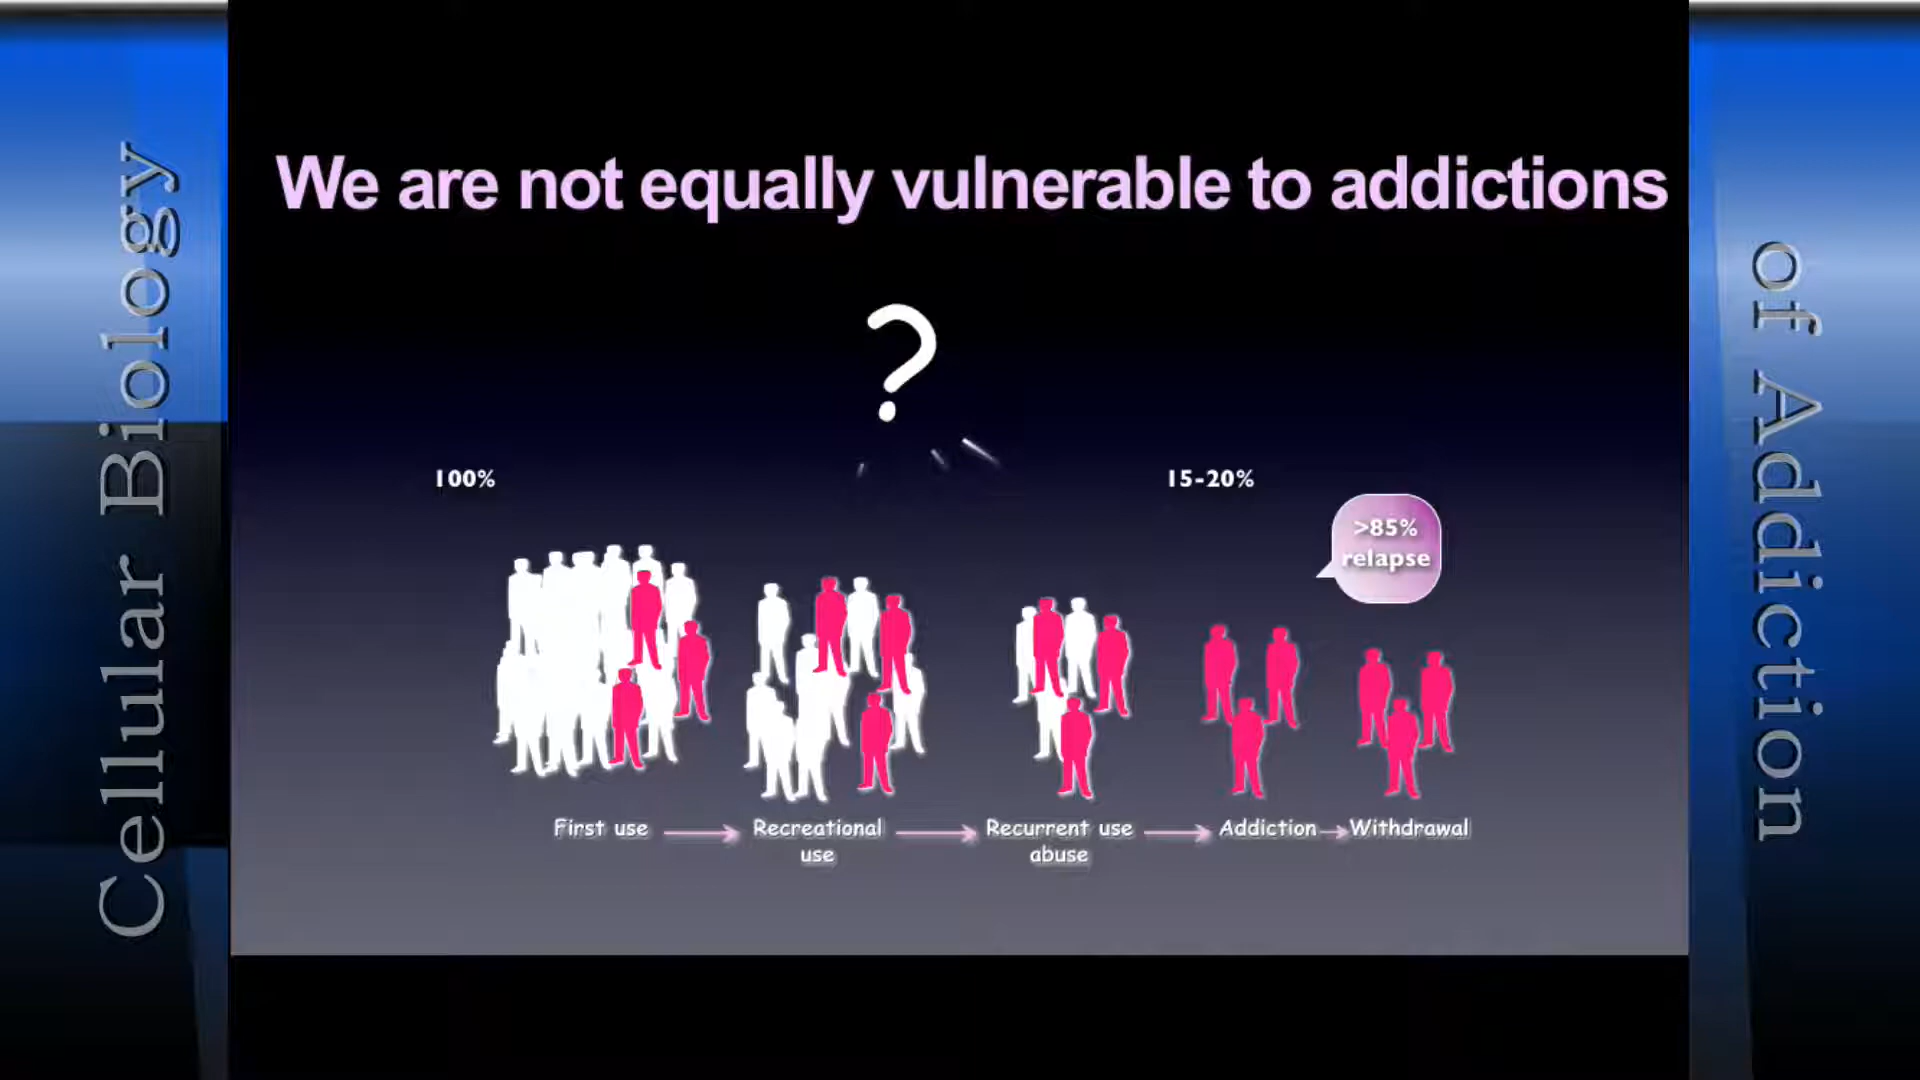 Cellular Biology
of Addiction
We are not equally vulnerable to addictions
?
100%
15-20%
>85%
relapse
First use
Recreational
use
Recurrent use
abuse
Addiction
Withdrawal